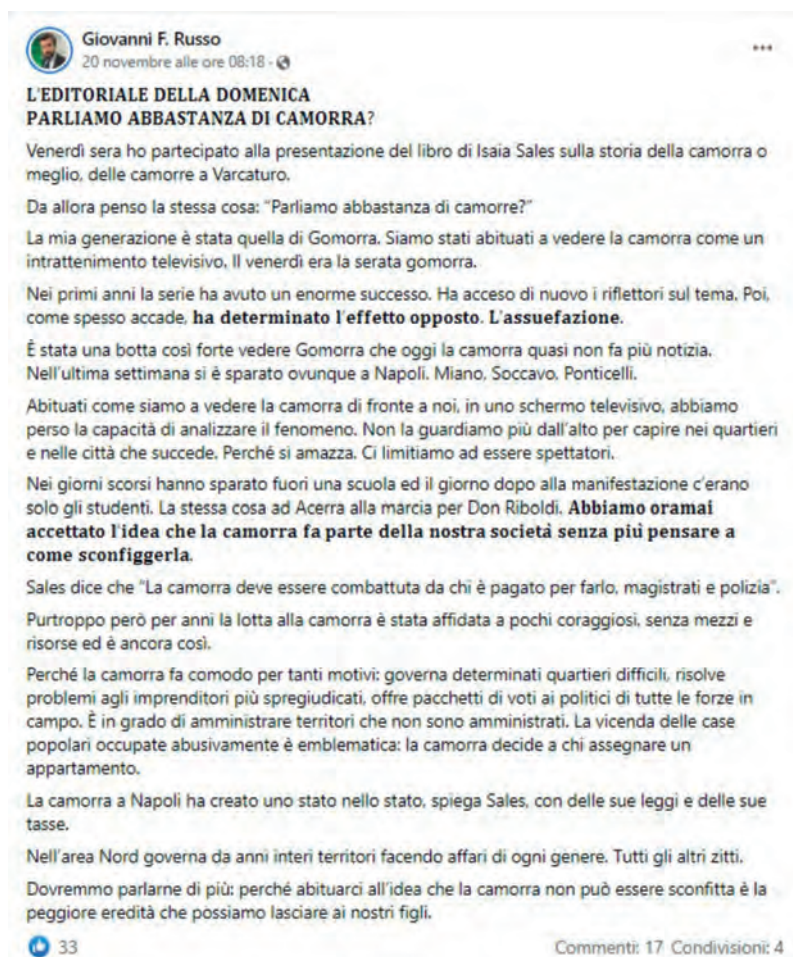 Giovanni F. Russo
20 novembre alle ore 08:18 ·
L'EDITORIALE DELLA DOMENICA
PARLIAMO ABBASTANZA DI CAMORRA?
Venerdì sera ho partecipato alla presentazione del libro di Isaia Sales sulla storia della camorra o
meglio, delle camorre a Varcaturo.
Da allora penso la stessa cosa: "Parliamo abbastanza di camorre?"
La mia generazione è stata quella di Gomorra. Siamo stati abituati a vedere la camorra come un
intrattenimento televisivo. Il venerdì era la serata gomorra.
Nei primi anni la serie ha avuto un enorme successo. Ha acceso di nuovo i riflettori sul tema. Poi,
come spesso accade, ha determinato l'effetto opposto. L'assuefazione.
È stata una botta così forte vedere Gomorra che oggi la camorra quasi non fa più notizia.
Nell'ultima settimana si è sparato ovunque a Napoli. Miano, Soccavo, Ponticelli.
Abituati come siamo a vedere la camorra di fronte a noi, in uno schermo televisivo, abbiamo
perso la capacità di analizzare il fenomeno. Non la guardiamo più dall'alto per capire nei quartieri
e nelle città che succede. Perché si amazza. Ci limitiamo ad essere spettatori.
Nei giorni scorsi hanno sparato fuori una scuola ed il giorno dopo alla manifestazione c'erano
solo gli studenti. La stessa cosa ad Acerra alla marcia per Don Riboldi. Abbiamo oramai
accettato l'idea che la camorra fa parte della nostra società senza più pensare a
come sconfiggerla.
Sales dice che "La camorra deve essere combattuta da chi è pagato per farlo, magistrati e polizia".
Purtroppo però per anni la lotta alla camorra è stata affidata a pochi coraggiosi, senza mezzi e
risorse ed è ancora così.
Perché la camorra fa comodo per tanti motivi: governa determinati quartieri difficili, risolve
problemi agli imprenditori più spregiudicati, offre pacchetti di voti ai politici di tutte le forze in
campo. È in grado di amministrare territori che non sono amministrati. La vicenda delle case
popolari occupate abusivamente è emblematica: la camorra decide a chi assegnare un
appartamento.
La camorra a Napoli ha creato uno stato nello stato, spiega Sales, con delle sue leggi e delle sue
tasse.
Nell'area Nord governa da anni interi territori facendo affari di ogni genere. Tutti gli altri zitti.
Dovremmo parlarne di più: perché abituarci all'idea che la camorra non può essere sconfitta è la
peggiore eredità che possiamo lasciare ai nostri figli.
33
Commenti: 17 Condivisioni: 4